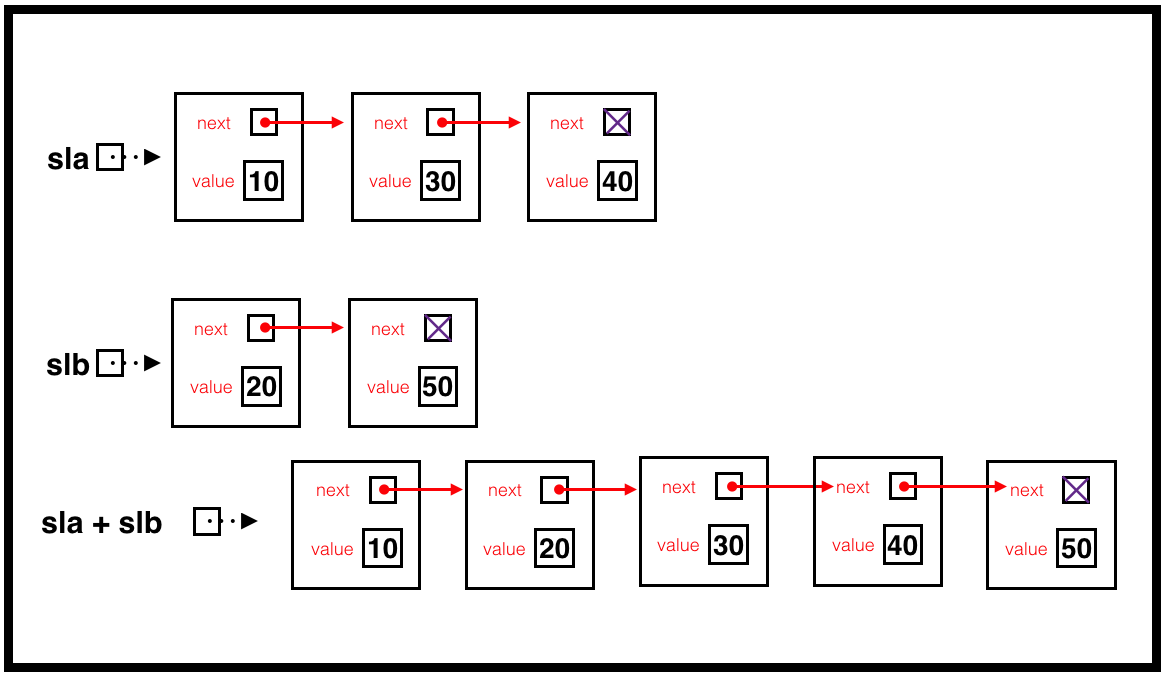 next next next
sla
value 10 value 30 value 40
next next
slb
value 20 value 50
next next next next next
sla + slb
value 10 value 20 value 30 value 40 value 50